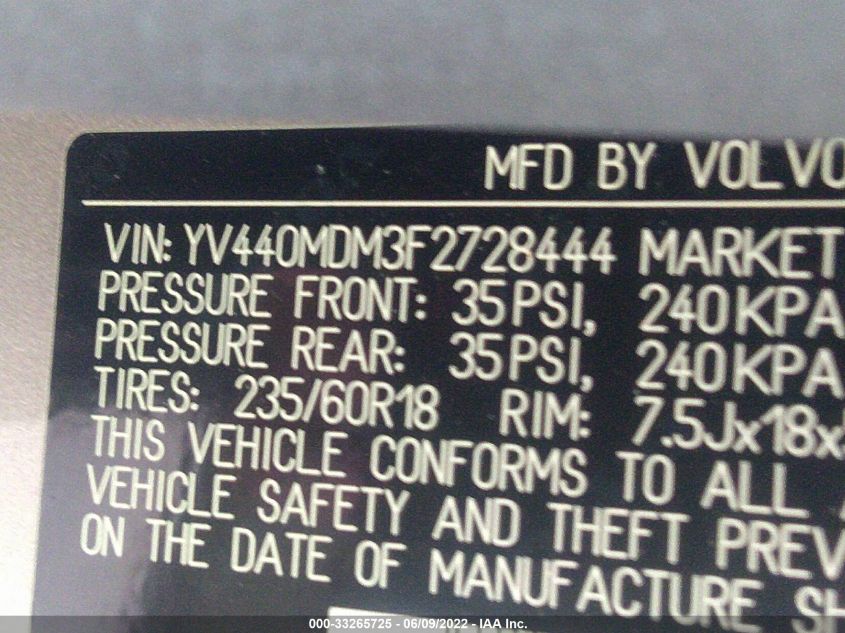 MFD BY VOLVO
VIN: YV440MDM3F2728444 MARKET
PRESSURE FRONT: 35PSI, 240KPA
PRESSURE REAR: 35PSI, 240KPA
TIRES: 235/60R18 RIM: 7.5Jx18x
THIS VEHICLE CONFORMS TO ALL
VEHICLE SAFETY AND THEFT PREV
ON THE DATE OF MANUFACTURE SH
000-33265725 - 06/09/2022 - IAA Inc.